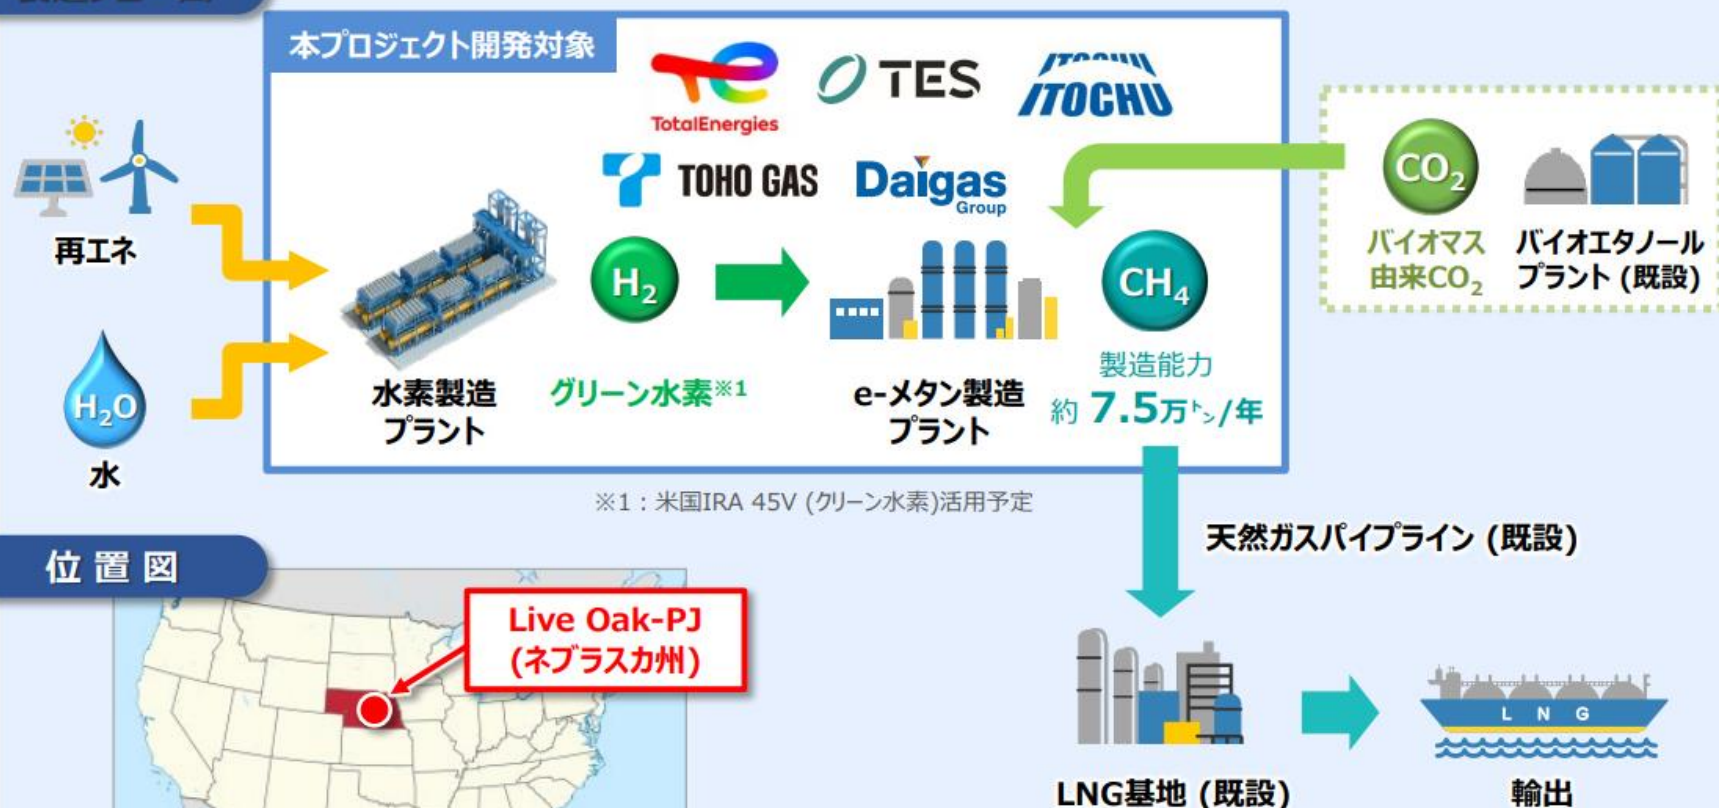 本プロジェクト開発対象
TotalEnergies
TES
ITOCHU
TOHO GAS
Daigas
Group
再エネ
H₂O
水
水素製造
プラント
H₂
グリーン水素※1
e-メタン製造
プラント
CH₄
製造能力
約 7.5万トン/年
CO₂
バイオマス
由来CO₂
バイオエタノール
プラント (既設)
※1：米国IRA 45V (クリーン水素)活用予定
天然ガスパイプライン (既設)
位置図
Live Oak-PJ
(ネブラスカ州)
LNG基地 (既設)
LNG
輸出